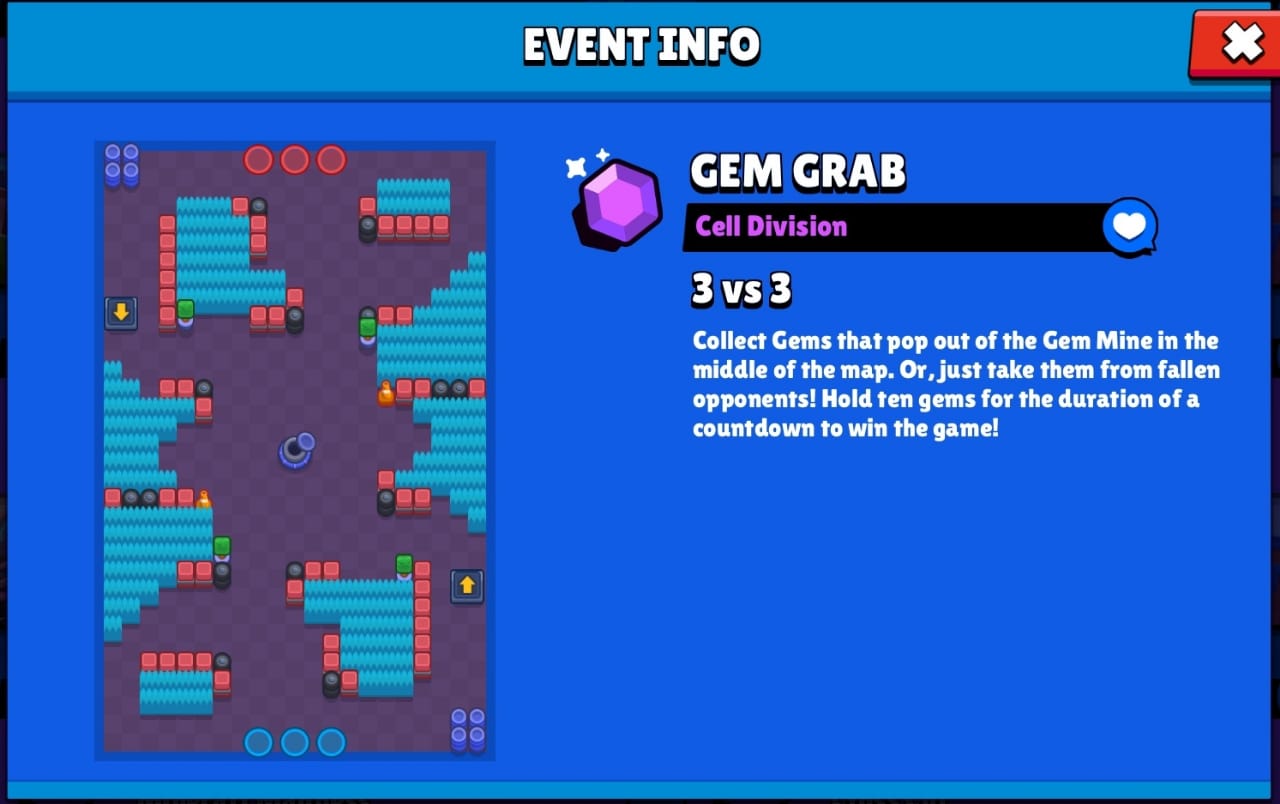 EVENT INFO
GEM GRAB
Cell Division
3 vs 3
Collect Gems that pop out of the Gem Mine in the
middle of the map. Or, just take them from fallen
opponents! Hold ten gems for the duration of a
countdown to win the game!